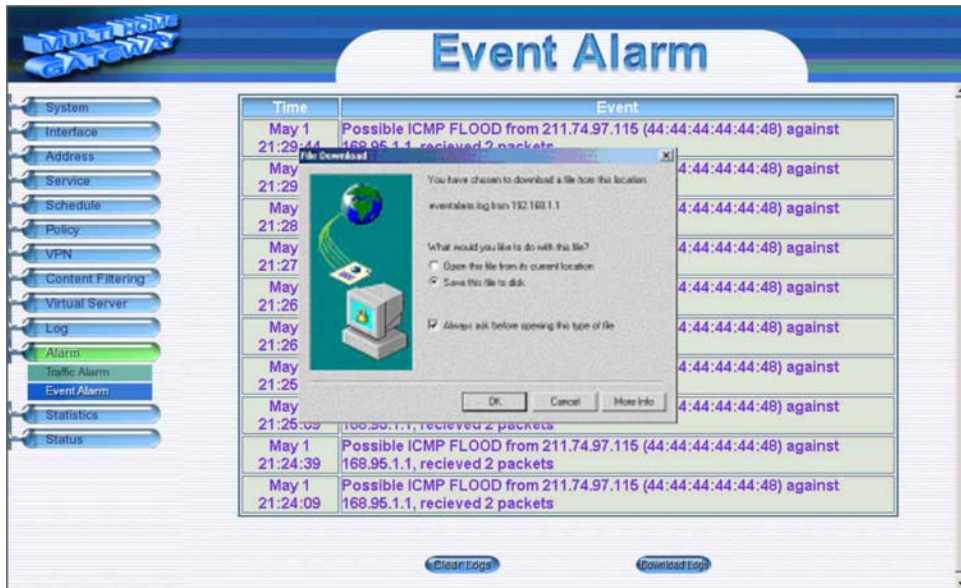 MULTI HOME
GATEWAY
Event Alarm
System
Interface
Address
Service
Schedule
Policy
VPN
Content Filtering
Virtual Server
Log
Alarm
Traffic Alarm
Event Alarm
Statistics
Status
Time Event
May 1 Possible ICMP FLOOD from 211.74.97.115 (44:44:44:44:44:48) against
21:29:44 168.95.1.1, recieved 2 packets
May 4:44:44:44:48) against
21:29
May 4:44:44:44:48) against
21:28
May 4:44:44:44:48) against
21:27
May 4:44:44:44:48) against
21:26
May 4:44:44:44:48) against
21:26
May 4:44:44:44:48) against
21:25
May 4:44:44:44:48) against
21:25:09 168.95.1.1, recieved 2 packets
May 1 Possible ICMP FLOOD from 211.74.97.115 (44:44:44:44:44:48) against
21:24:39 168.95.1.1, recieved 2 packets
May 1 Possible ICMP FLOOD from 211.74.97.115 (44:44:44:44:44:48) against
21:24:09 168.95.1.1, recieved 2 packets
File Download
You have chosen to download a file from this location.
eventalarm.log from 192.168.1.1
What would you like to do with this file?
Open this file from its current location
Save this file to disk
Always ask before opening this type of file
OK Cancel More Info
Clear Logs Download Logs